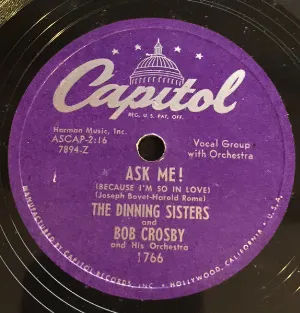 Capitol
REG. U.S. PAT. OFF.
Harman Music, Inc.
ASCAP-2:16
7894-Z
Vocal Group
with Orchestra
ASK ME!
(BECAUSE I'M SO IN LOVE)
(Joseph Bovet-Harold Rome)
THE DINNING SISTERS
and
BOB CROSBY
and His Orchestra
1766
MANUFACTURED BY CAPITOL RECORDS, INC., HOLLYWOOD, CALIFORNIA • U.S.A.